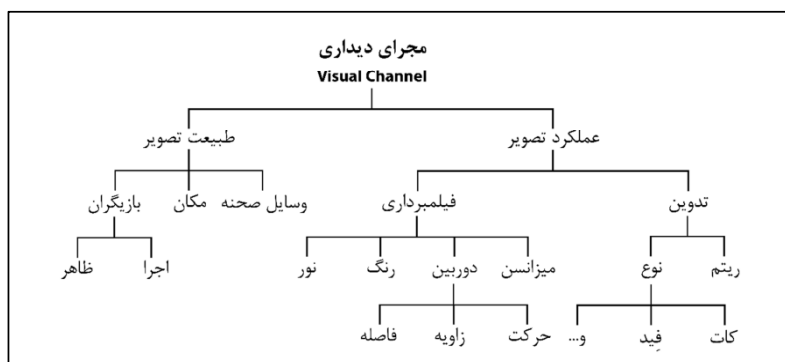 مجرای دیداری
Visual Channel
عملکرد تصویر طبیعت تصویر
تدوین فیلمبرداری وسایل صحنه مکان بازیگران
ریتم نوع میزانسن دوربین رنگ نور اجرا ظاهر
کات فِید و... حرکت زاویه فاصله